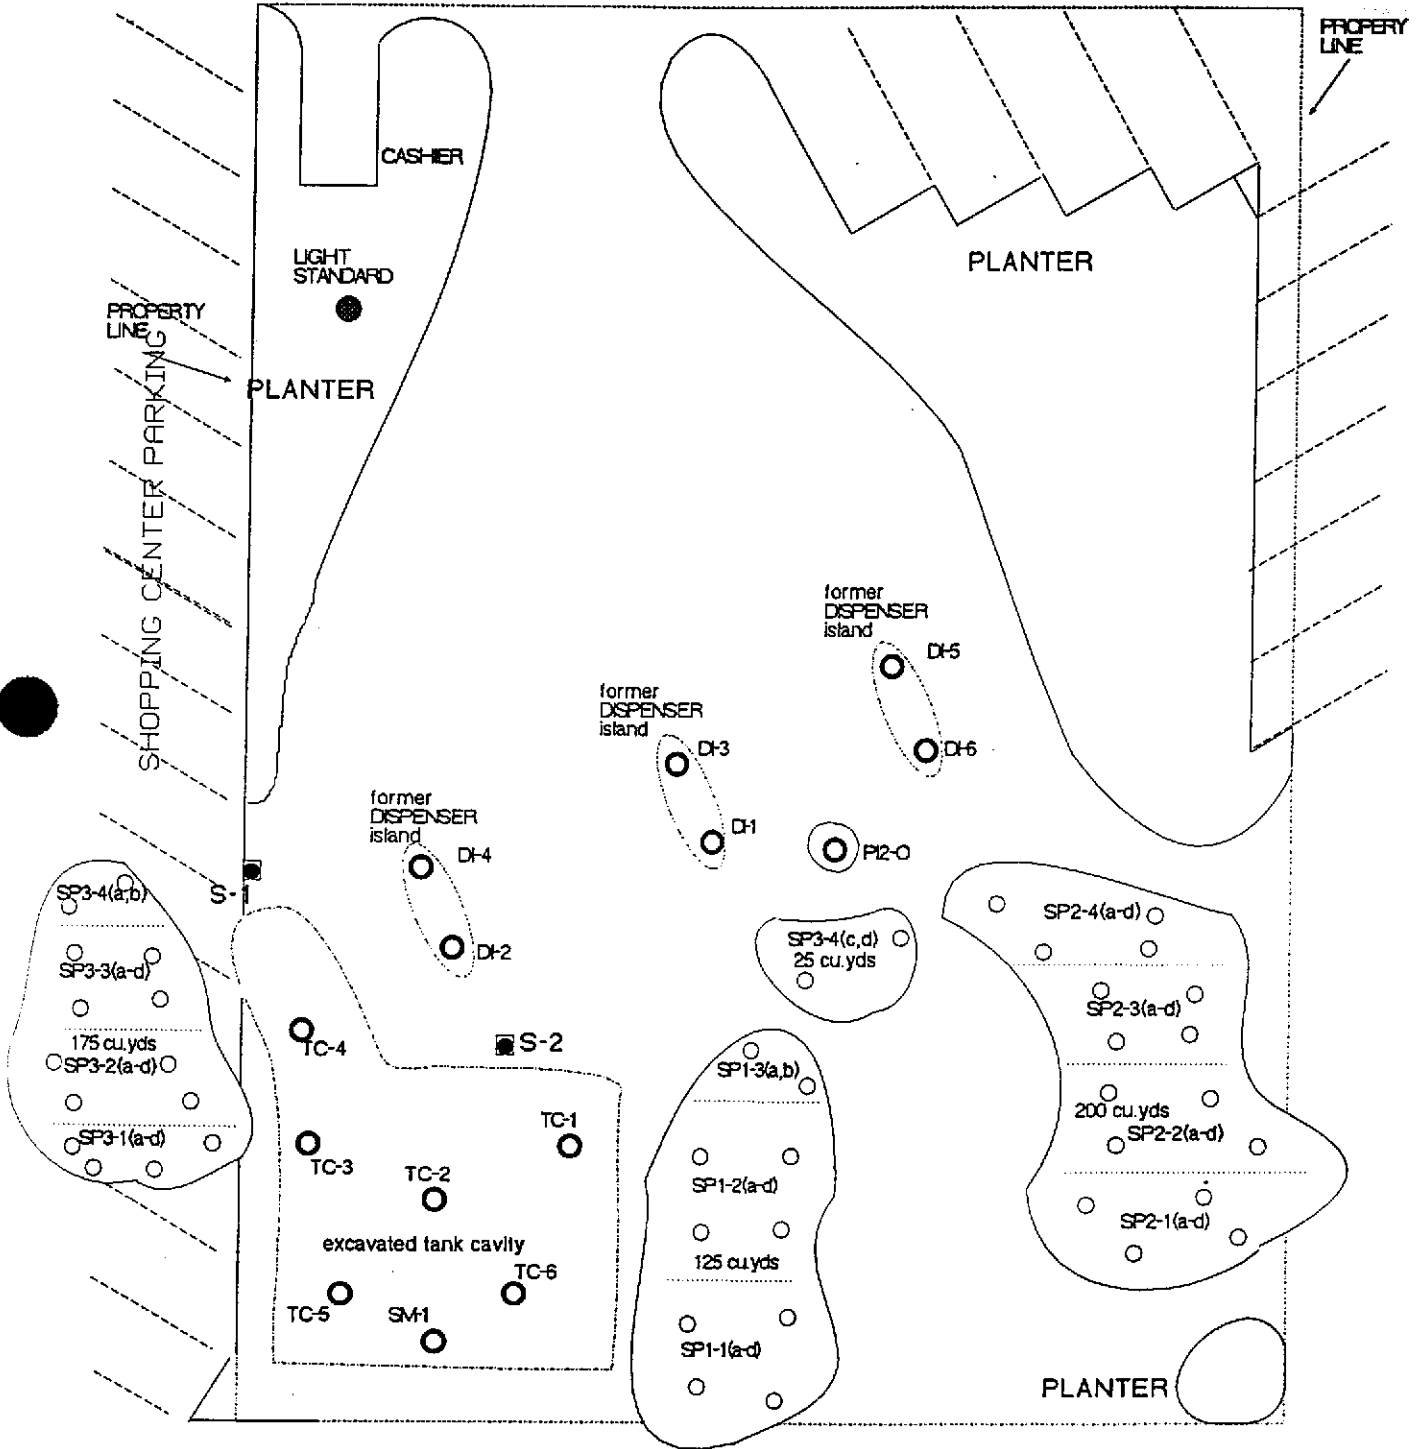 PROPERY
LINE
CASHIER
LIGHT
STANDARD
PLANTER
PROPERTY
LINE
SHOPPING CENTER PARKING
PLANTER
former
DISPENSER
island
DI-5
DI-6
former
DISPENSER
island
DI-3
DI-1
former
DISPENSER
island
DI-4
DI-2
PI2-O
S-1
SP3-4(a,b)
SP3-3(a-d)
175 cu.yds
SP3-2(a-d)
SP3-1(a-d)
SP3-4(c,d)
25 cu.yds
SP2-4(a-d)
SP2-3(a-d)
200 cu.yds
SP2-2(a-d)
SP2-1(a-d)
TC-4
S-2
SP1-3(a,b)
TC-1
TC-3
TC-2
SP1-2(a-d)
excavated tank cavity
125 cu.yds
TC-6
TC-5
SM-1
SP1-1(a-d)
PLANTER